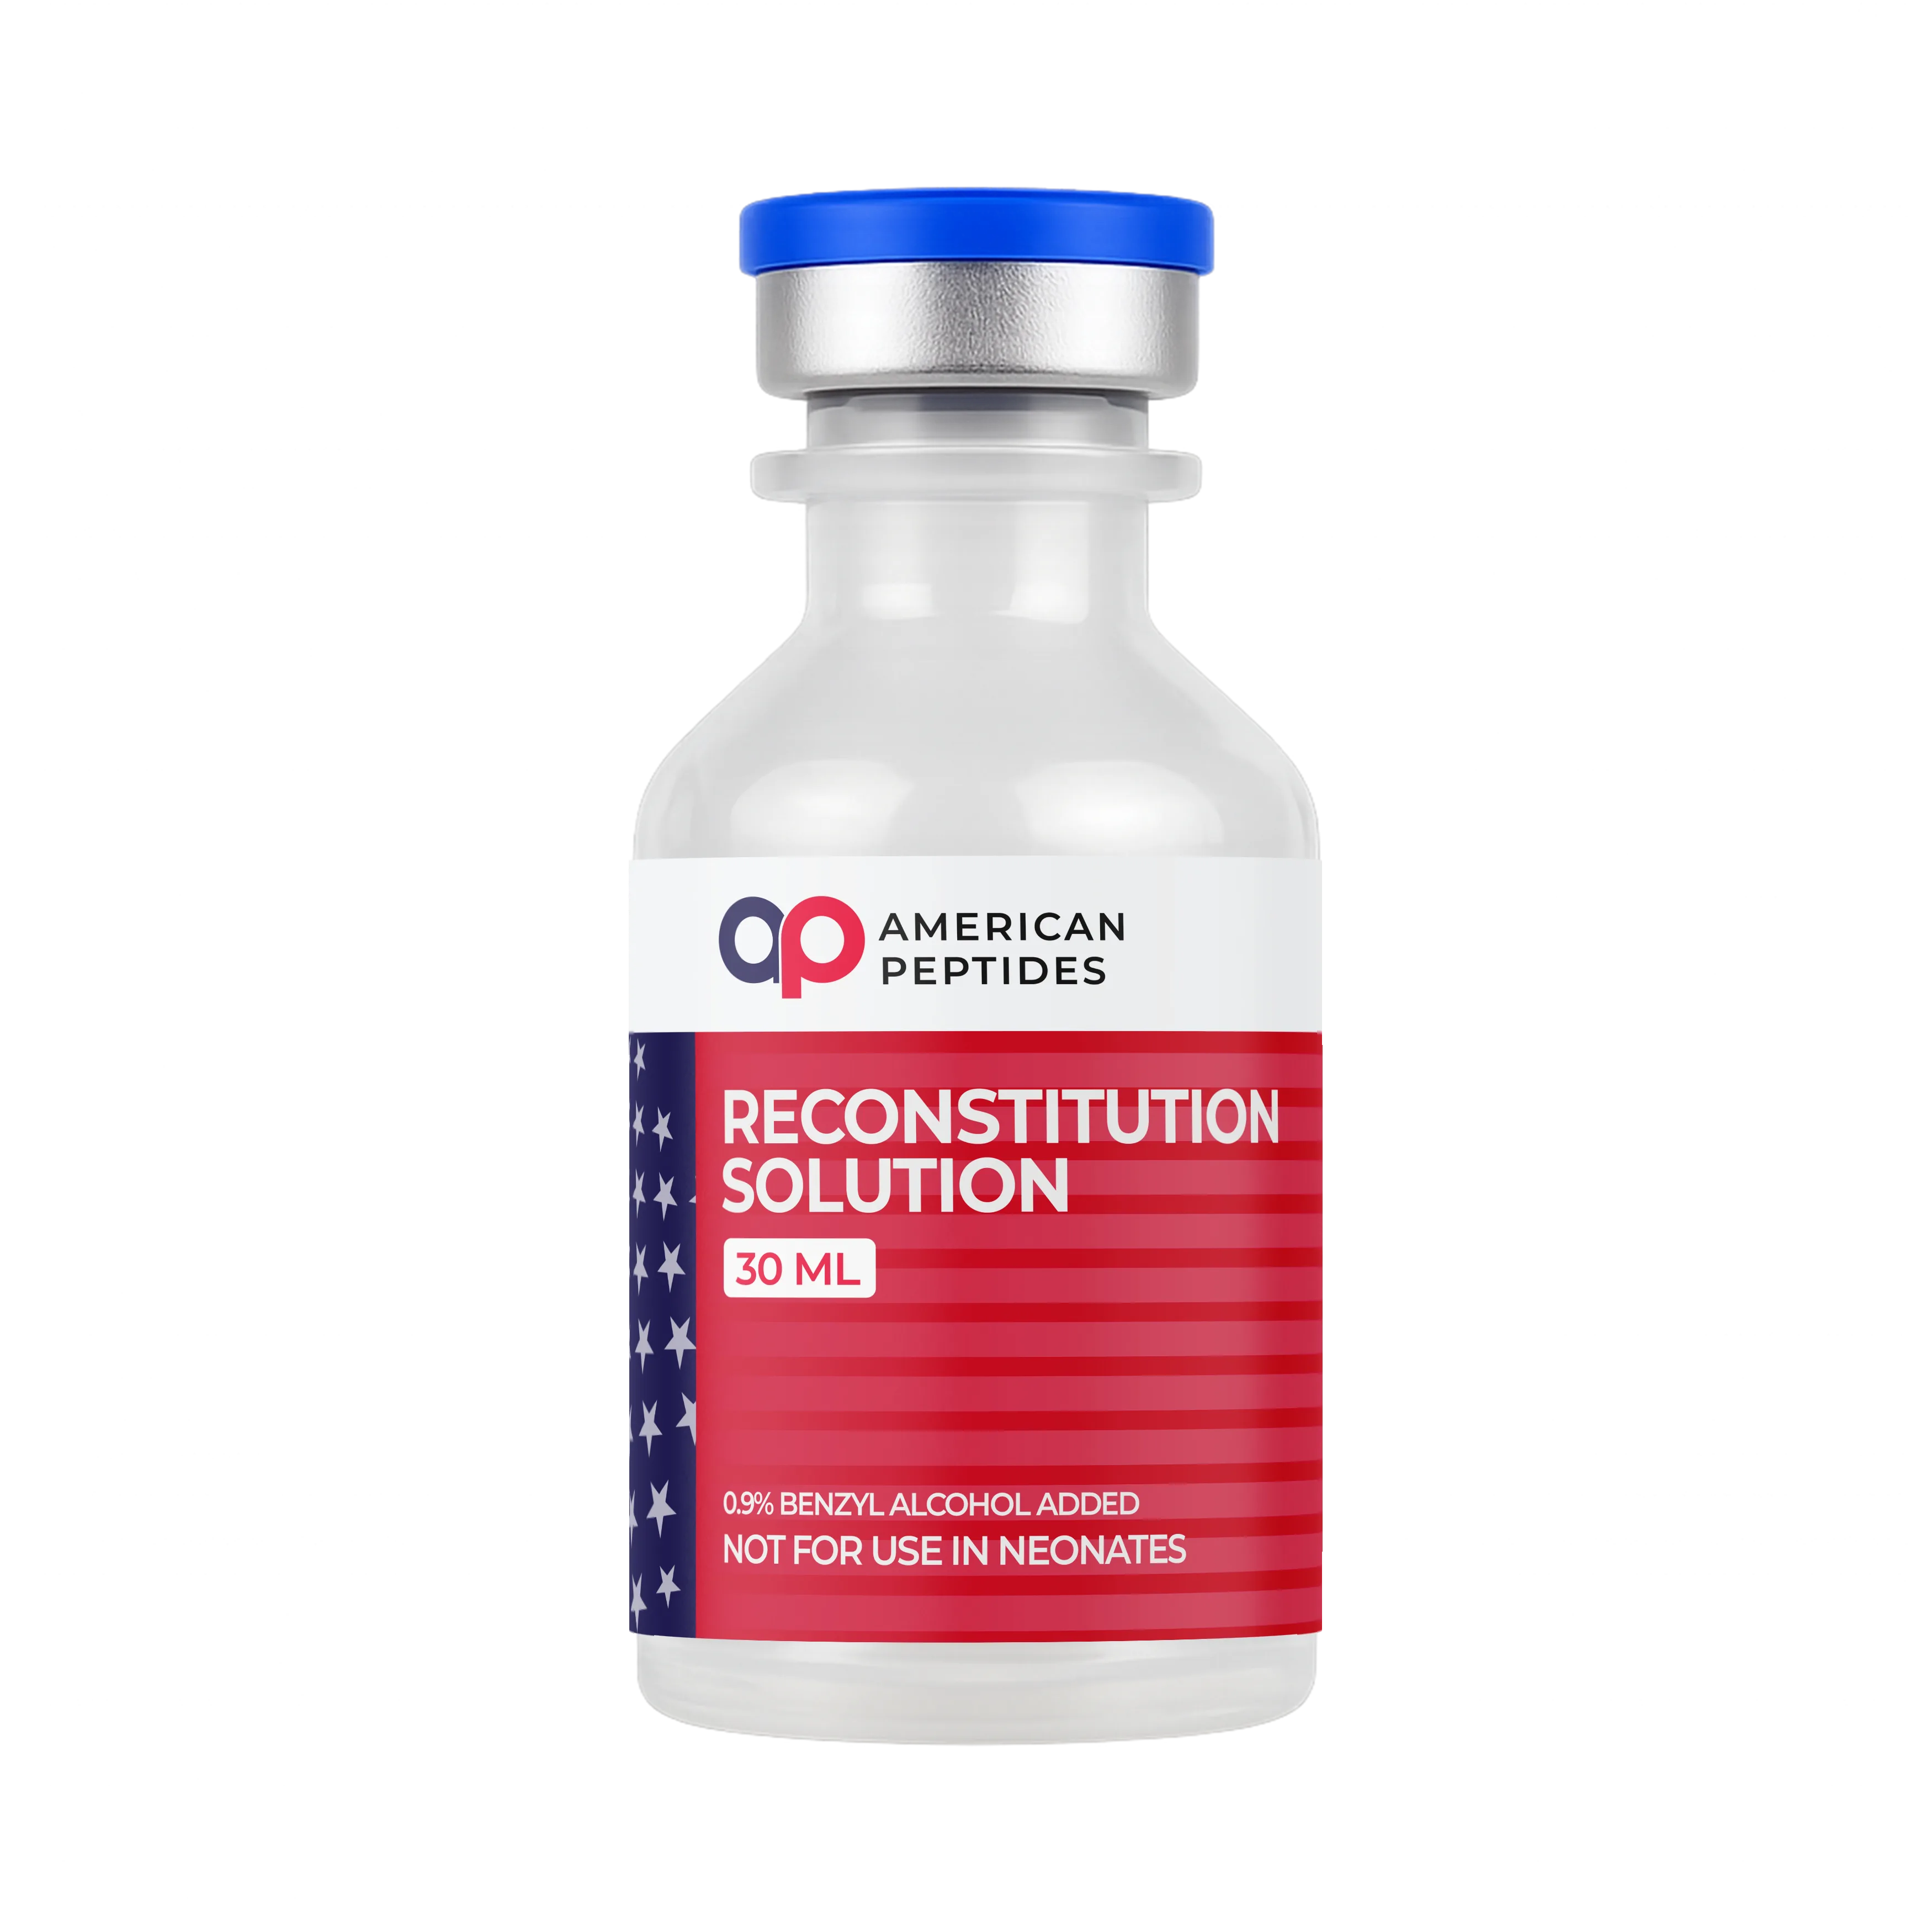 ap AMERICAN
PEPTIDES
RECONSTITUTION
SOLUTION
30 ML
0.9% BENZYL ALCOHOL ADDED
NOT FOR USE IN NEONATES